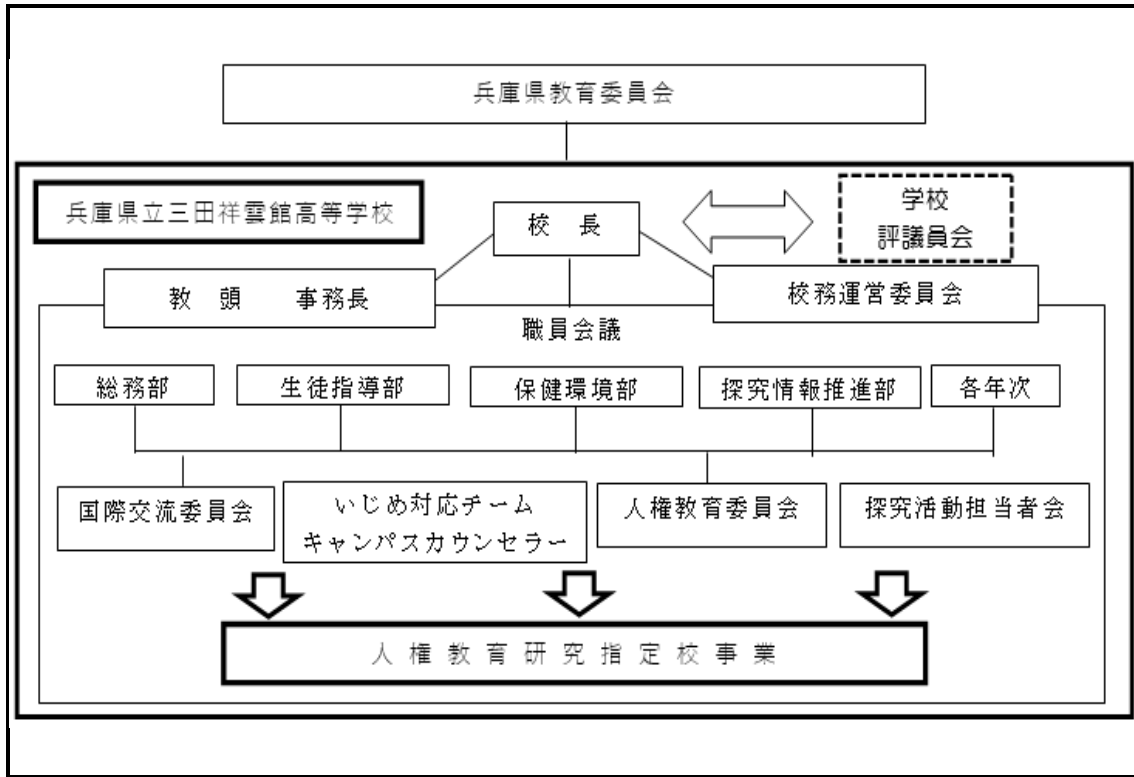 兵庫県教育委員会
兵庫県立三田祥雲館高等学校
校　長
学校
評議員会
教　頭　　事務長
校務運営委員会
職員会議
総務部
生徒指導部
保健環境部
探究情報推進部
各年次
国際交流委員会
いじめ対応チーム
キャンパスカウンセラー
人権教育委員会
探究活動担当者会
人権教育研究指定校事業